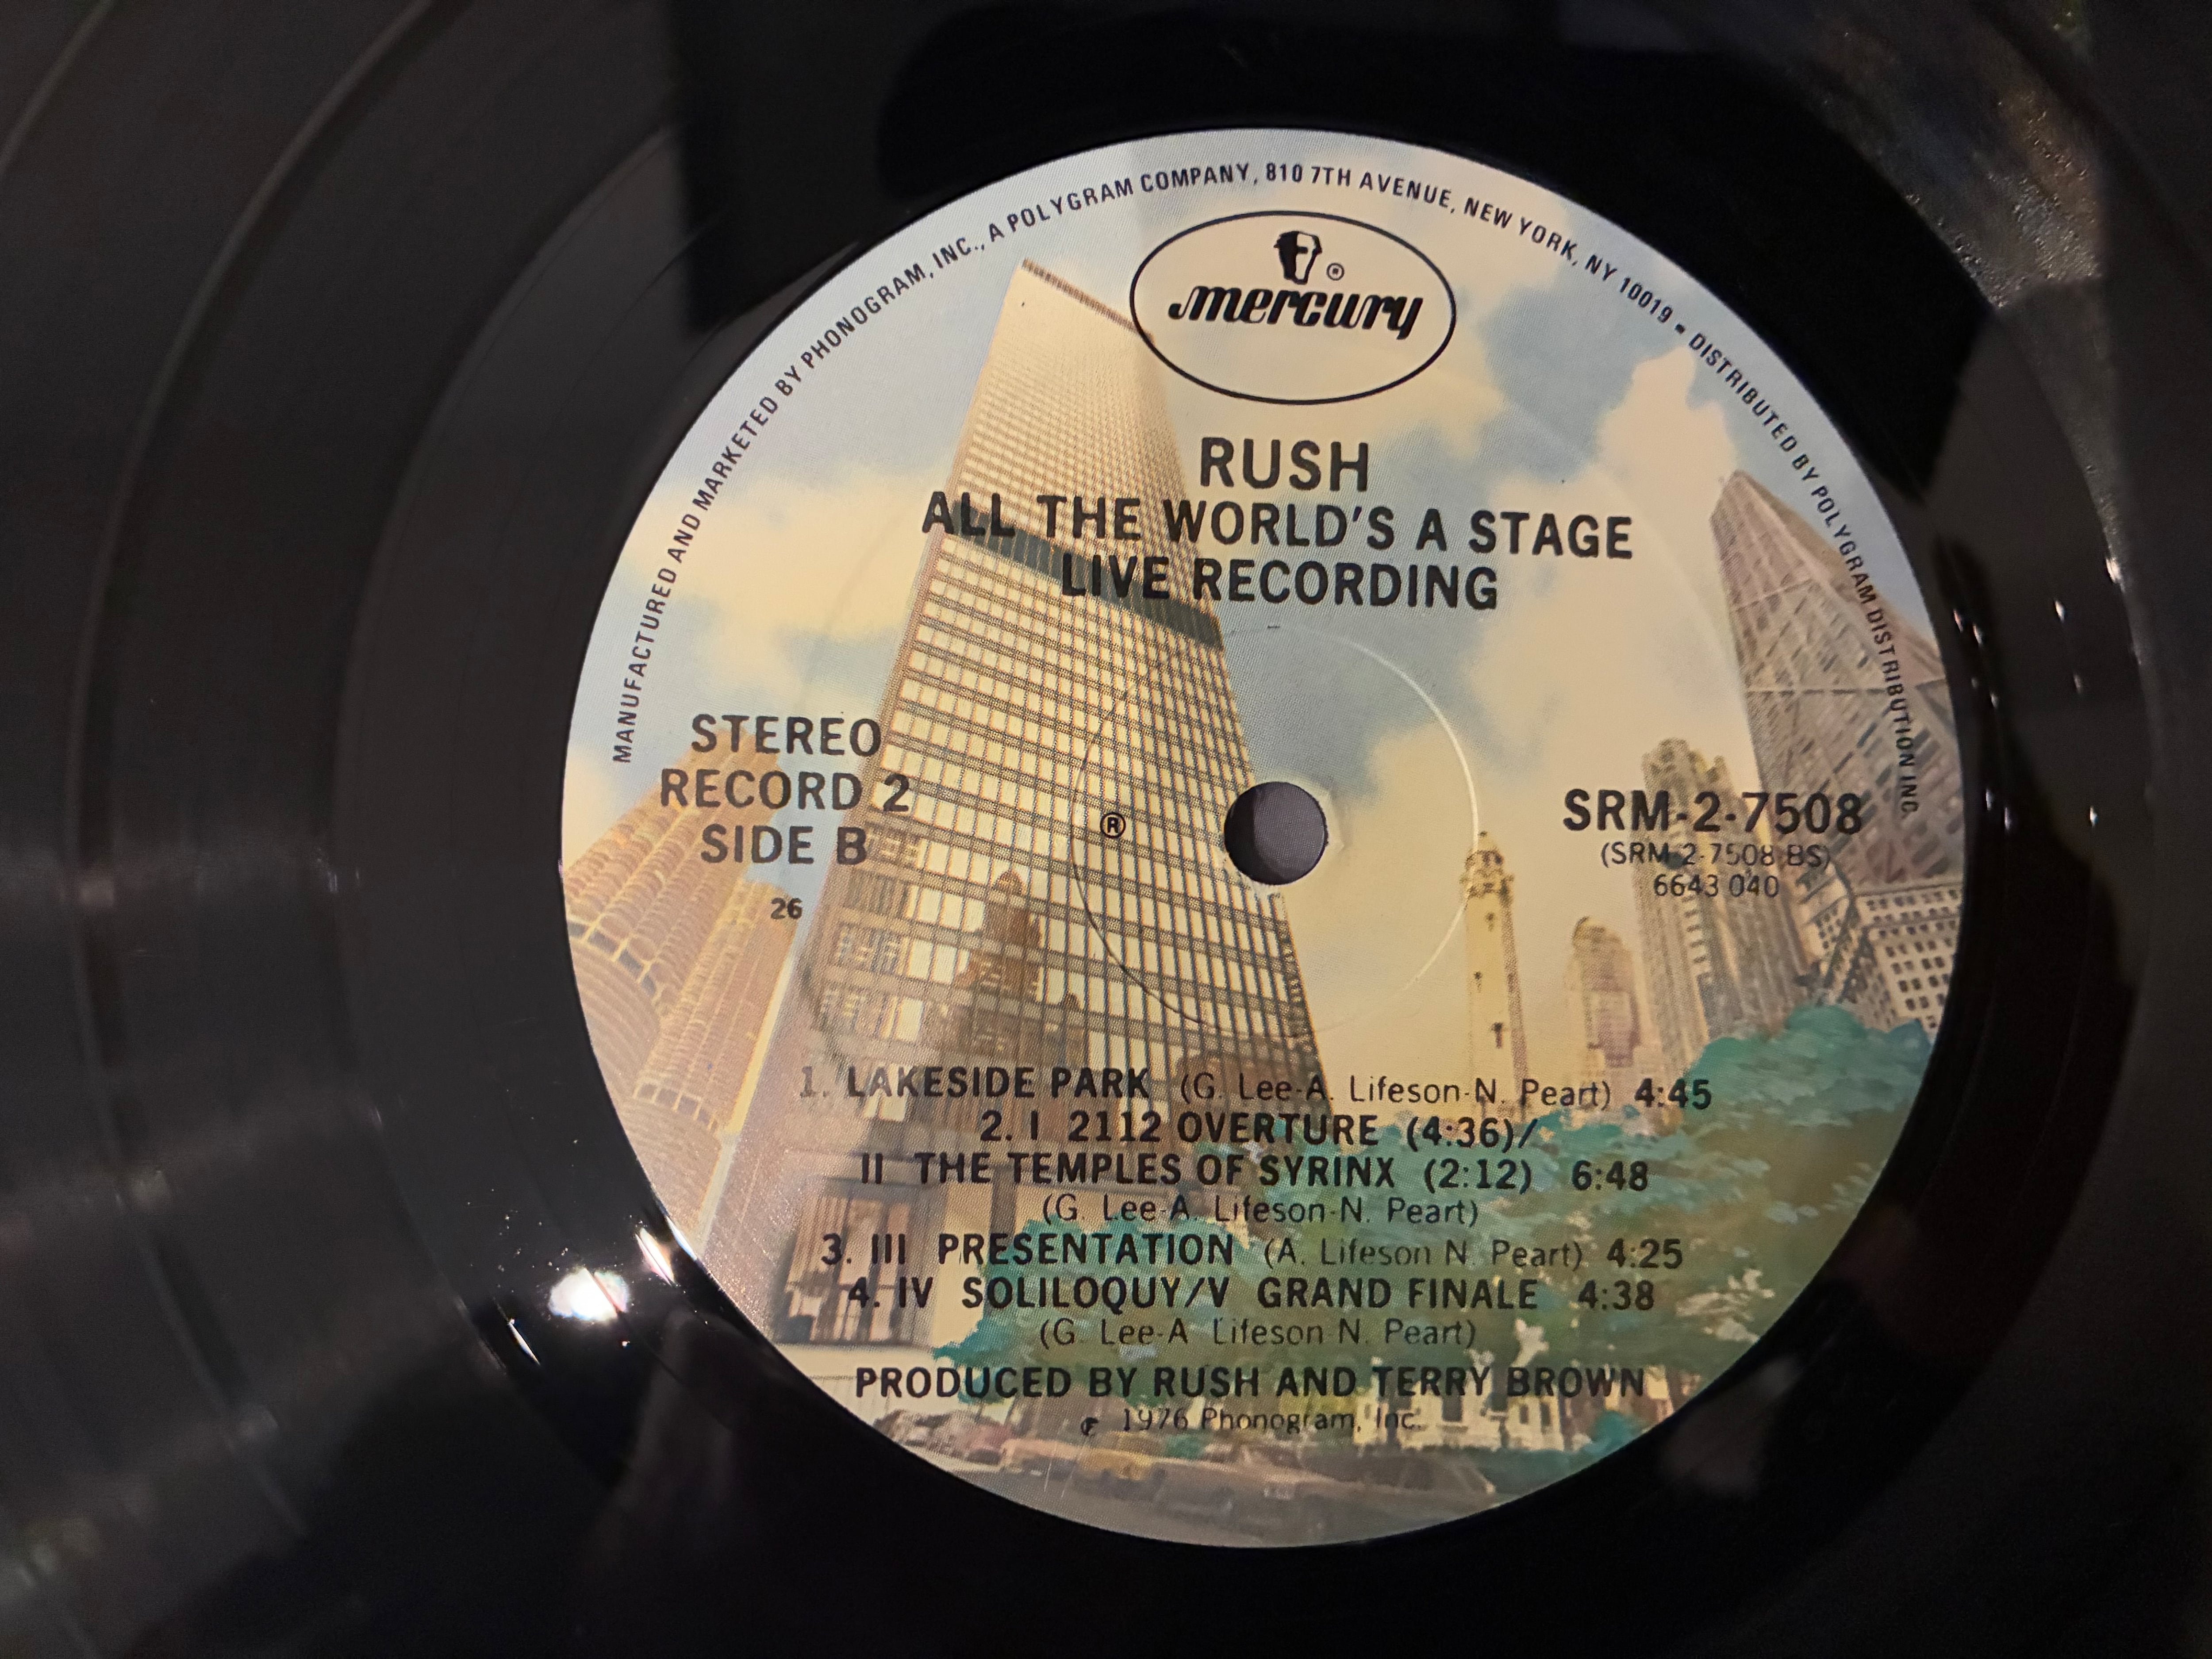 MANUFACTURED AND MARKETED BY PHONOGRAM, INC., A POLYGRAM COMPANY, 810 7TH AVENUE, NEW YORK, NY 10019 • DISTRIBUTED BY POLYGRAM DISTRIBUTION INC.
®
mercury
RUSH
ALL THE WORLD'S A STAGE
LIVE RECORDING
STEREO
RECORD 2
SIDE B
26
®
SRM-2-7508
(SRM-2-7508 BS)
6643 040
1. LAKESIDE PARK (G. Lee-A. Lifeson-N. Peart) 4:45
2. I 2112 OVERTURE (4:36)/
II THE TEMPLES OF SYRINX (2:12) 6:48
(G. Lee-A. Lifeson-N. Peart)
3. III PRESENTATION (A. Lifeson N. Peart) 4:25
4. IV SOLILOQUY/V GRAND FINALE 4:38
(G. Lee-A Lifeson N. Peart)
PRODUCED BY RUSH AND TERRY BROWN
℗ 1976 Phonogram, Inc.